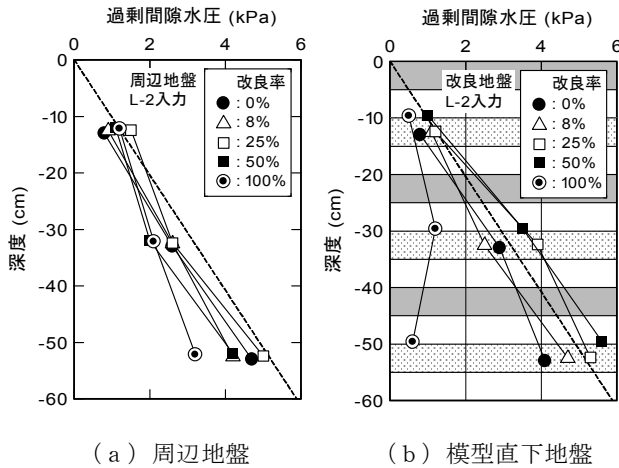 過剰間隙水圧 (kPa)
0 2 4 6
0
-10
-20
-30
-40
-50
-60
深度 (cm)
周辺地盤
L-2入力
改良率
: 0%
: 8%
: 25%
: 50%
: 100%
(a) 周辺地盤
過剰間隙水圧 (kPa)
0 2 4 6
0
-10
-20
-30
-40
-50
-60
深度 (cm)
改良地盤
L-2入力
改良率
: 0%
: 8%
: 25%
: 50%
: 100%
(b) 模型直下地盤